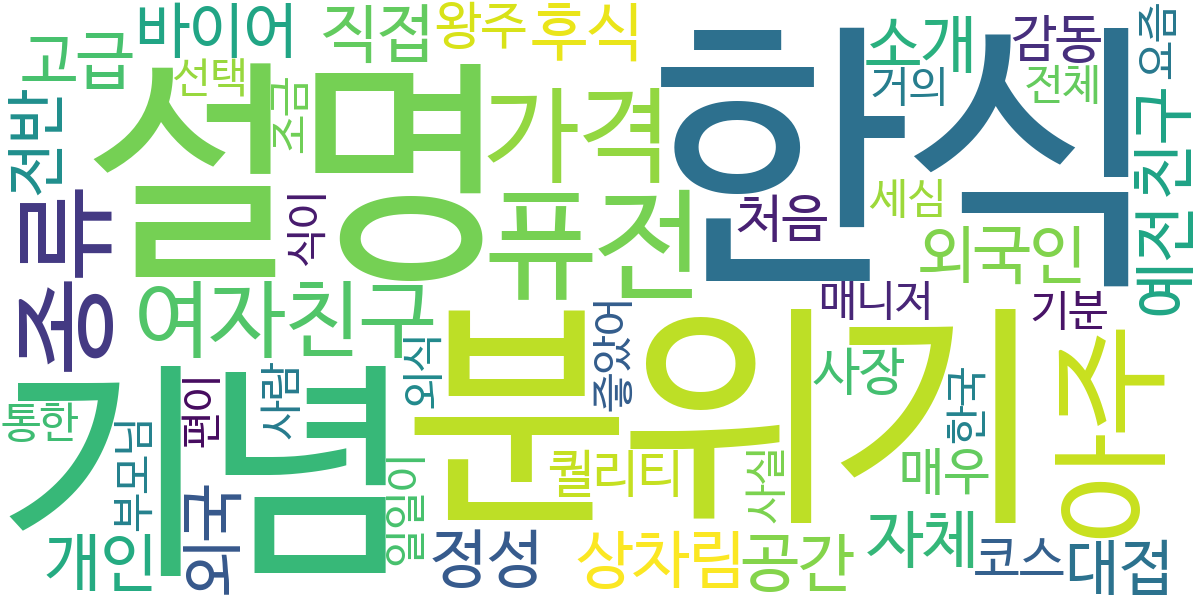 바이어
직접
왕주
후식
한식
소개
감동
요즘
고급
선택
조금
설명
가격
거의
전체
전반
종류
식이
퓨전
처음
세심
친구
외국인
예전
여자친구
매니저
기분
기념
분위기
아주
사람
외식
좋았어
사장
한국
통한
편이
부모님
외국
일일이
퀄리티
사실
매우
개인
정성
상차림
공간
자체
코스
대접